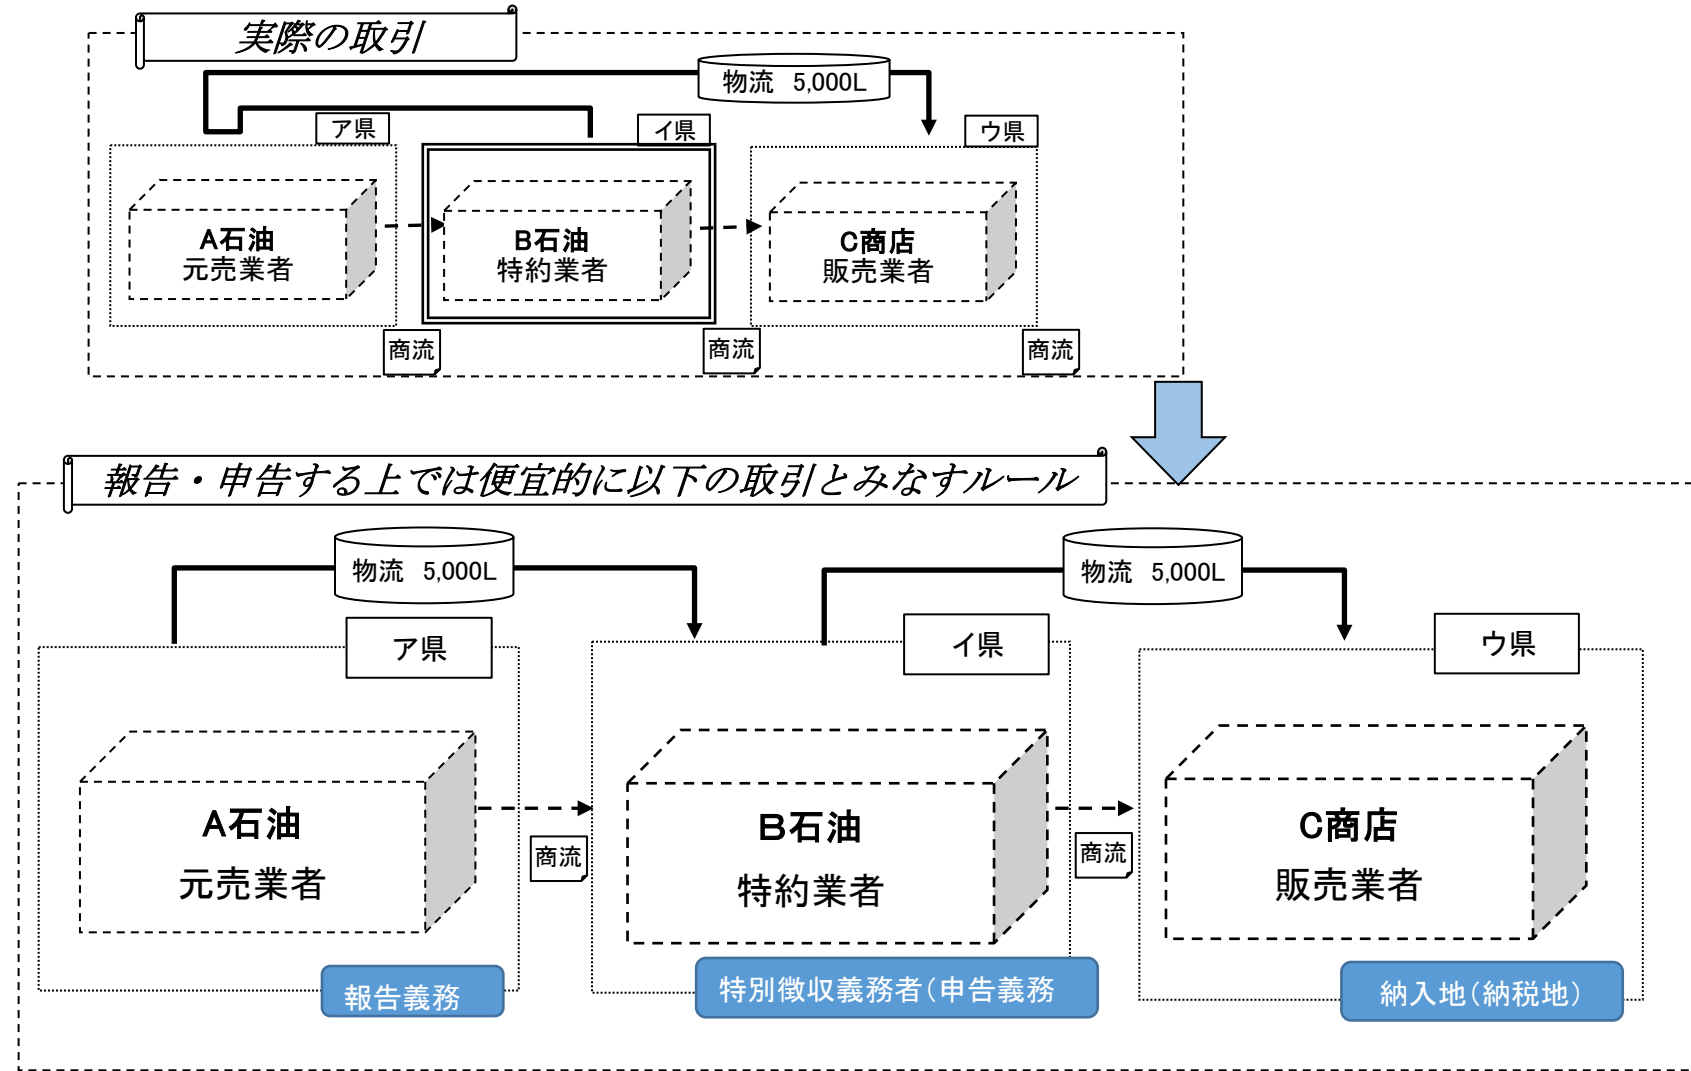 実際の取引
物流 5,000L
ア県
イ県
ウ県
A石油
元売業者
B石油
特約業者
C商店
販売業者
商流
商流
商流
報告・申告する上では便宜的に以下の取引とみなすルール
物流 5,000L
物流 5,000L
ア県
イ県
ウ県
A石油
元売業者
商流
B石油
特約業者
商流
C商店
販売業者
報告義務
特別徴収義務者(申告義務
納入地(納税地)